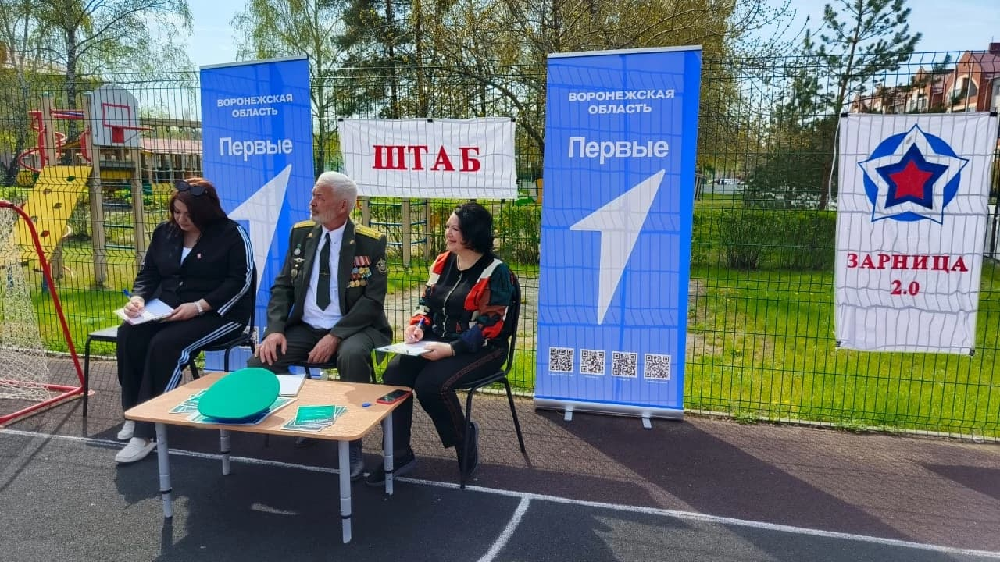 ВОРОНЕЖСКАЯ
ОБЛАСТЬ
Первые
ШТАБ
ВОРОНЕЖСКАЯ
ОБЛАСТЬ
Первые
ЗАРНИЦА
2.0